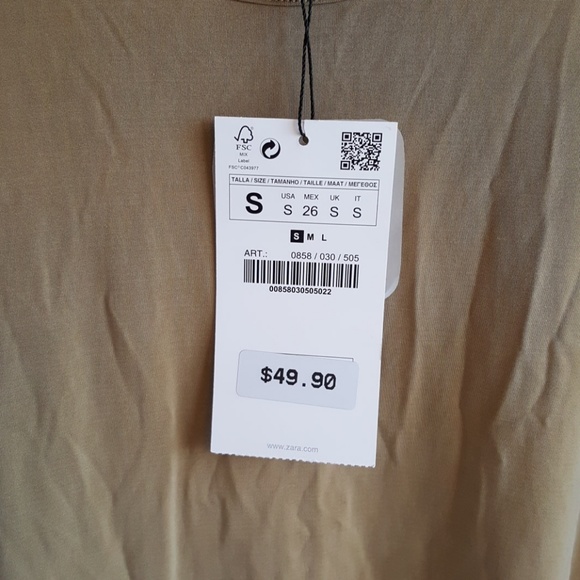 FSC
MIX
Label
FSC® C043977
TALLA / SIZE / TAMANHO / TAILLE / MAAT / ΜΕΓΕΘΟΣ
S
USA MEX UK IT
S 26 S S
S M L
ART.: 0858 / 030 / 505
00858030505022
$49.90
www.zara.com